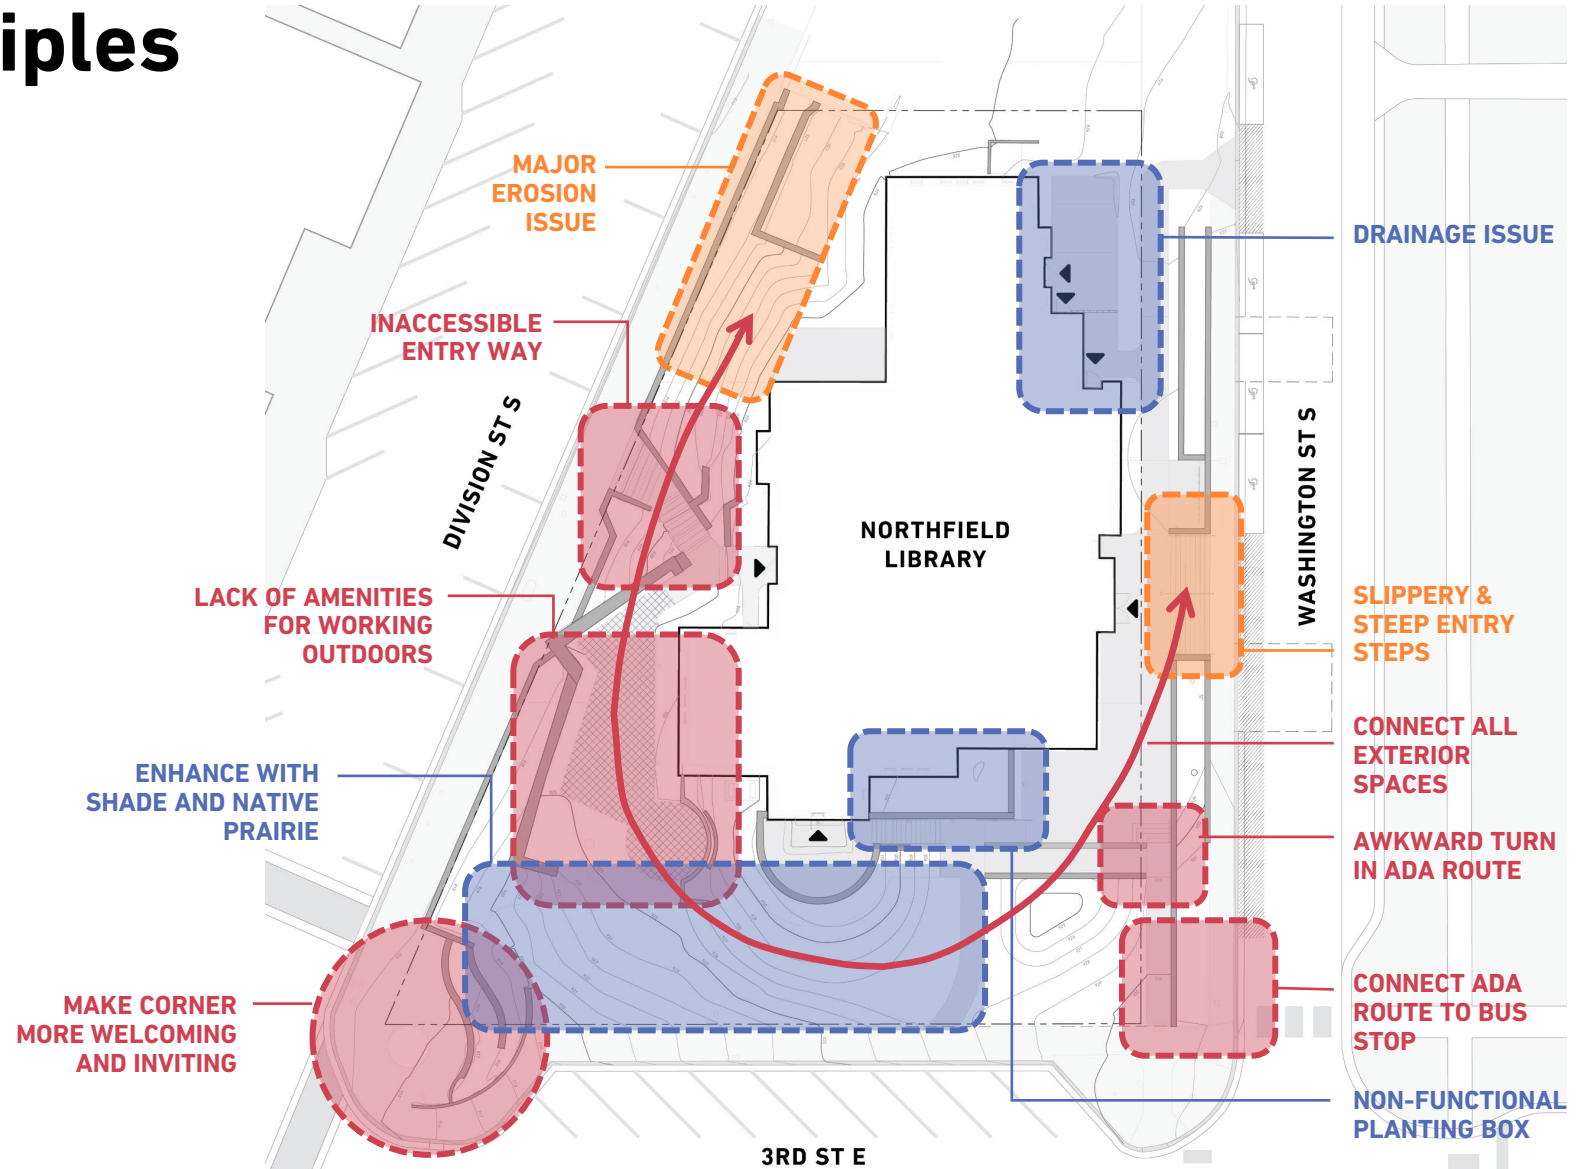 iples
MAJOR
EROSION
ISSUE
DRAINAGE ISSUE
INACCESSIBLE
ENTRY WAY
DIVISION ST S
WASHINGTON ST S
NORTHFIELD
LIBRARY
LACK OF AMENITIES
FOR WORKING
OUTDOORS
SLIPPERY &
STEEP ENTRY
STEPS
CONNECT ALL
EXTERIOR
SPACES
ENHANCE WITH
SHADE AND NATIVE
PRAIRIE
AWKWARD TURN
IN ADA ROUTE
MAKE CORNER
MORE WELCOMING
AND INVITING
CONNECT ADA
ROUTE TO BUS
STOP
NON-FUNCTIONAL
PLANTING BOX
3RD ST E